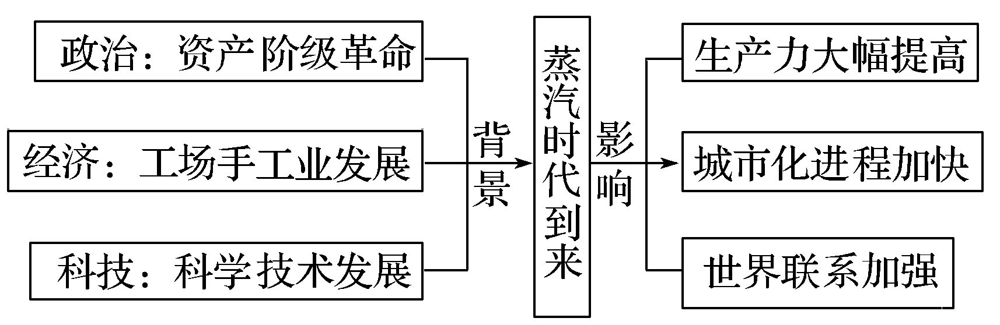 政治：资产阶级革命
经济：工场手工业发展
科技：科学技术发展
背景
蒸汽时代到来
影响
生产力大幅提高
城市化进程加快
世界联系加强